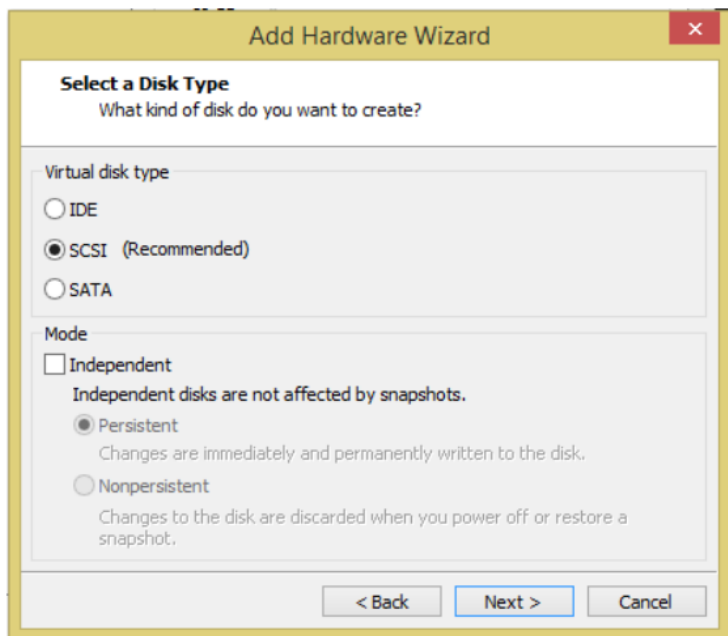 Add Hardware Wizard
Select a Disk Type
What kind of disk do you want to create?
Virtual disk type
IDE
SCSI (Recommended)
SATA
Mode
Independent
Independent disks are not affected by snapshots.
Persistent
Changes are immediately and permanently written to the disk.
Nonpersistent
Changes to the disk are discarded when you power off or restore a
snapshot.
< Back Next > Cancel